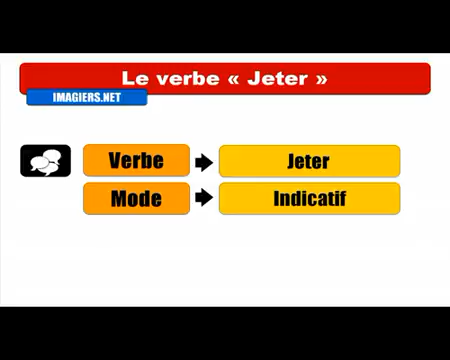 Le verbe « Jeter »
IMAGIERS.NET
Verbe Jeter
Mode Indicatif